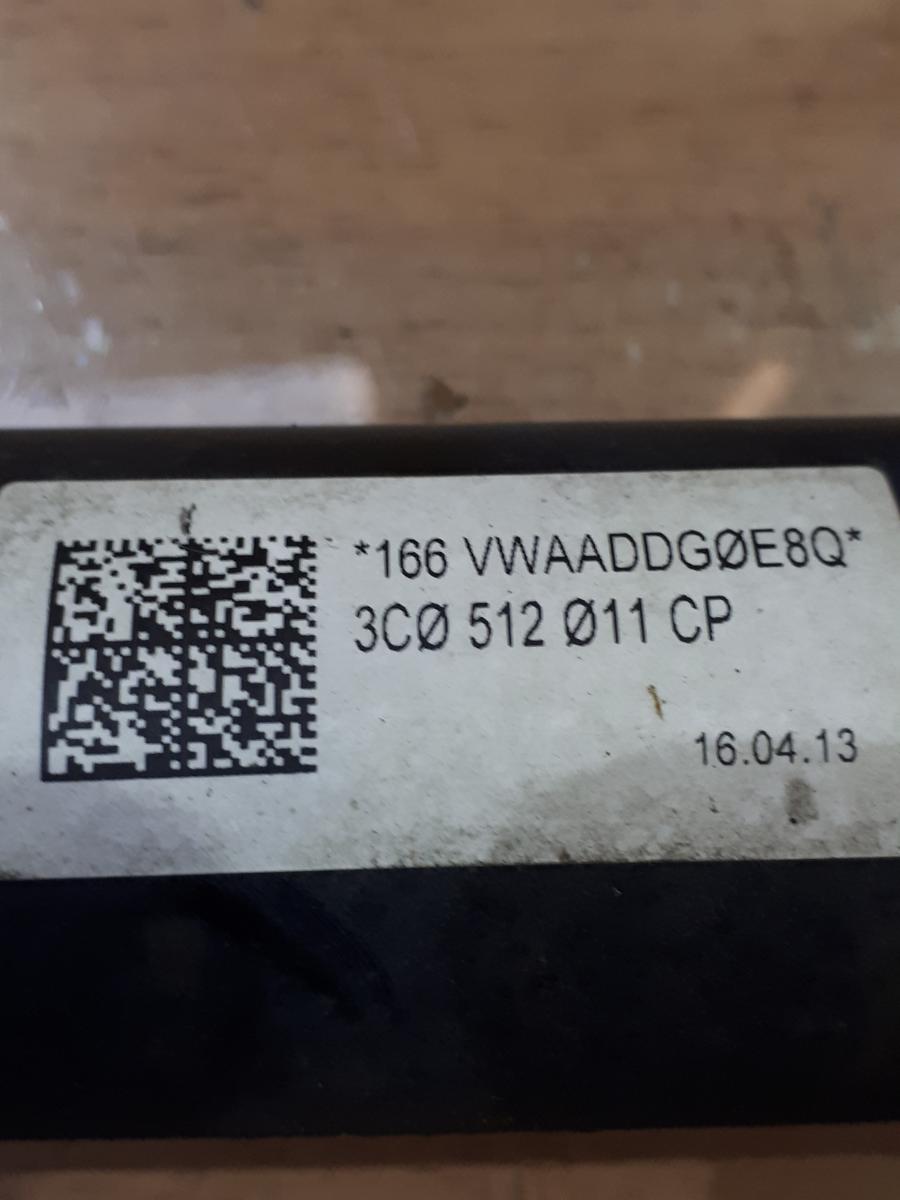 *166 VWAADDGØE8Q*
3CØ 512 Ø11 CP
16.04.13